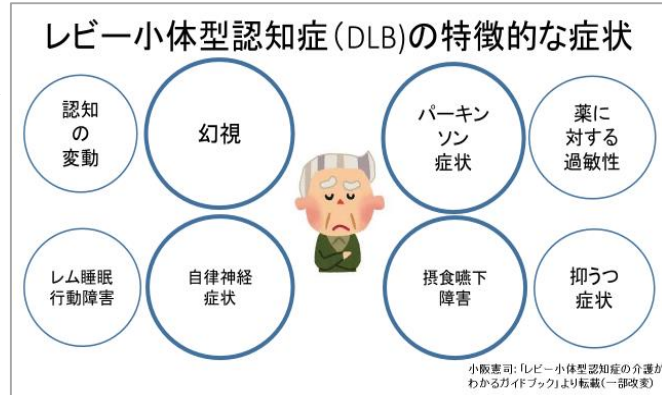 レビー小体型認知症(DLB)の特徴的な症状
認知
の
変動
幻視
パーキン
ソン
症状
薬に
対する
過敏性
レム睡眠
行動障害
自律神経
症状
摂食嚥下
障害
抑うつ
症状
小阪憲司:「レビー小体型認知症の介護が
わかるガイドブック」より転載(一部改変)